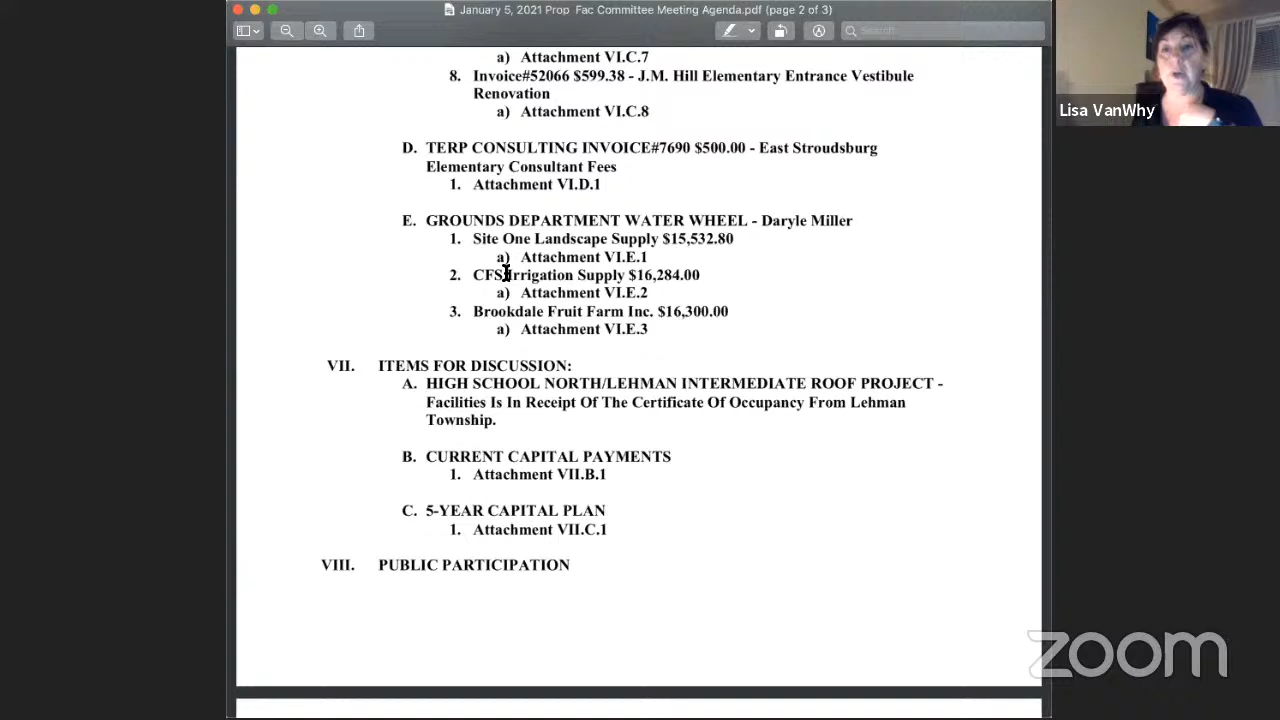 January 5, 2021 Prop Fac Committee Meeting Agenda.pdf (page 2 of 3)
Search
a) Attachment VI.C.7
8. Invoice#52066 $599.38 - J.M. Hill Elementary Entrance Vestibule
Renovation
a) Attachment VI.C.8
D. TERP CONSULTING INVOICE#7690 $500.00 - East Stroudsburg
Elementary Consultant Fees
1. Attachment VI.D.1
E. GROUNDS DEPARTMENT WATER WHEEL - Daryle Miller
1. Site One Landscape Supply $15,532.80
a) Attachment VI.E.1
2. CFS Irrigation Supply $16,284.00
a) Attachment VI.E.2
3. Brookdale Fruit Farm Inc. $16,300.00
a) Attachment VI.E.3
VII. ITEMS FOR DISCUSSION:
A. HIGH SCHOOL NORTH/LEHMAN INTERMEDIATE ROOF PROJECT -
Facilities Is In Receipt Of The Certificate Of Occupancy From Lehman
Township.
B. CURRENT CAPITAL PAYMENTS
1. Attachment VII.B.1
C. 5-YEAR CAPITAL PLAN
1. Attachment VII.C.1
VIII. PUBLIC PARTICIPATION
Lisa VanWhy
zoom